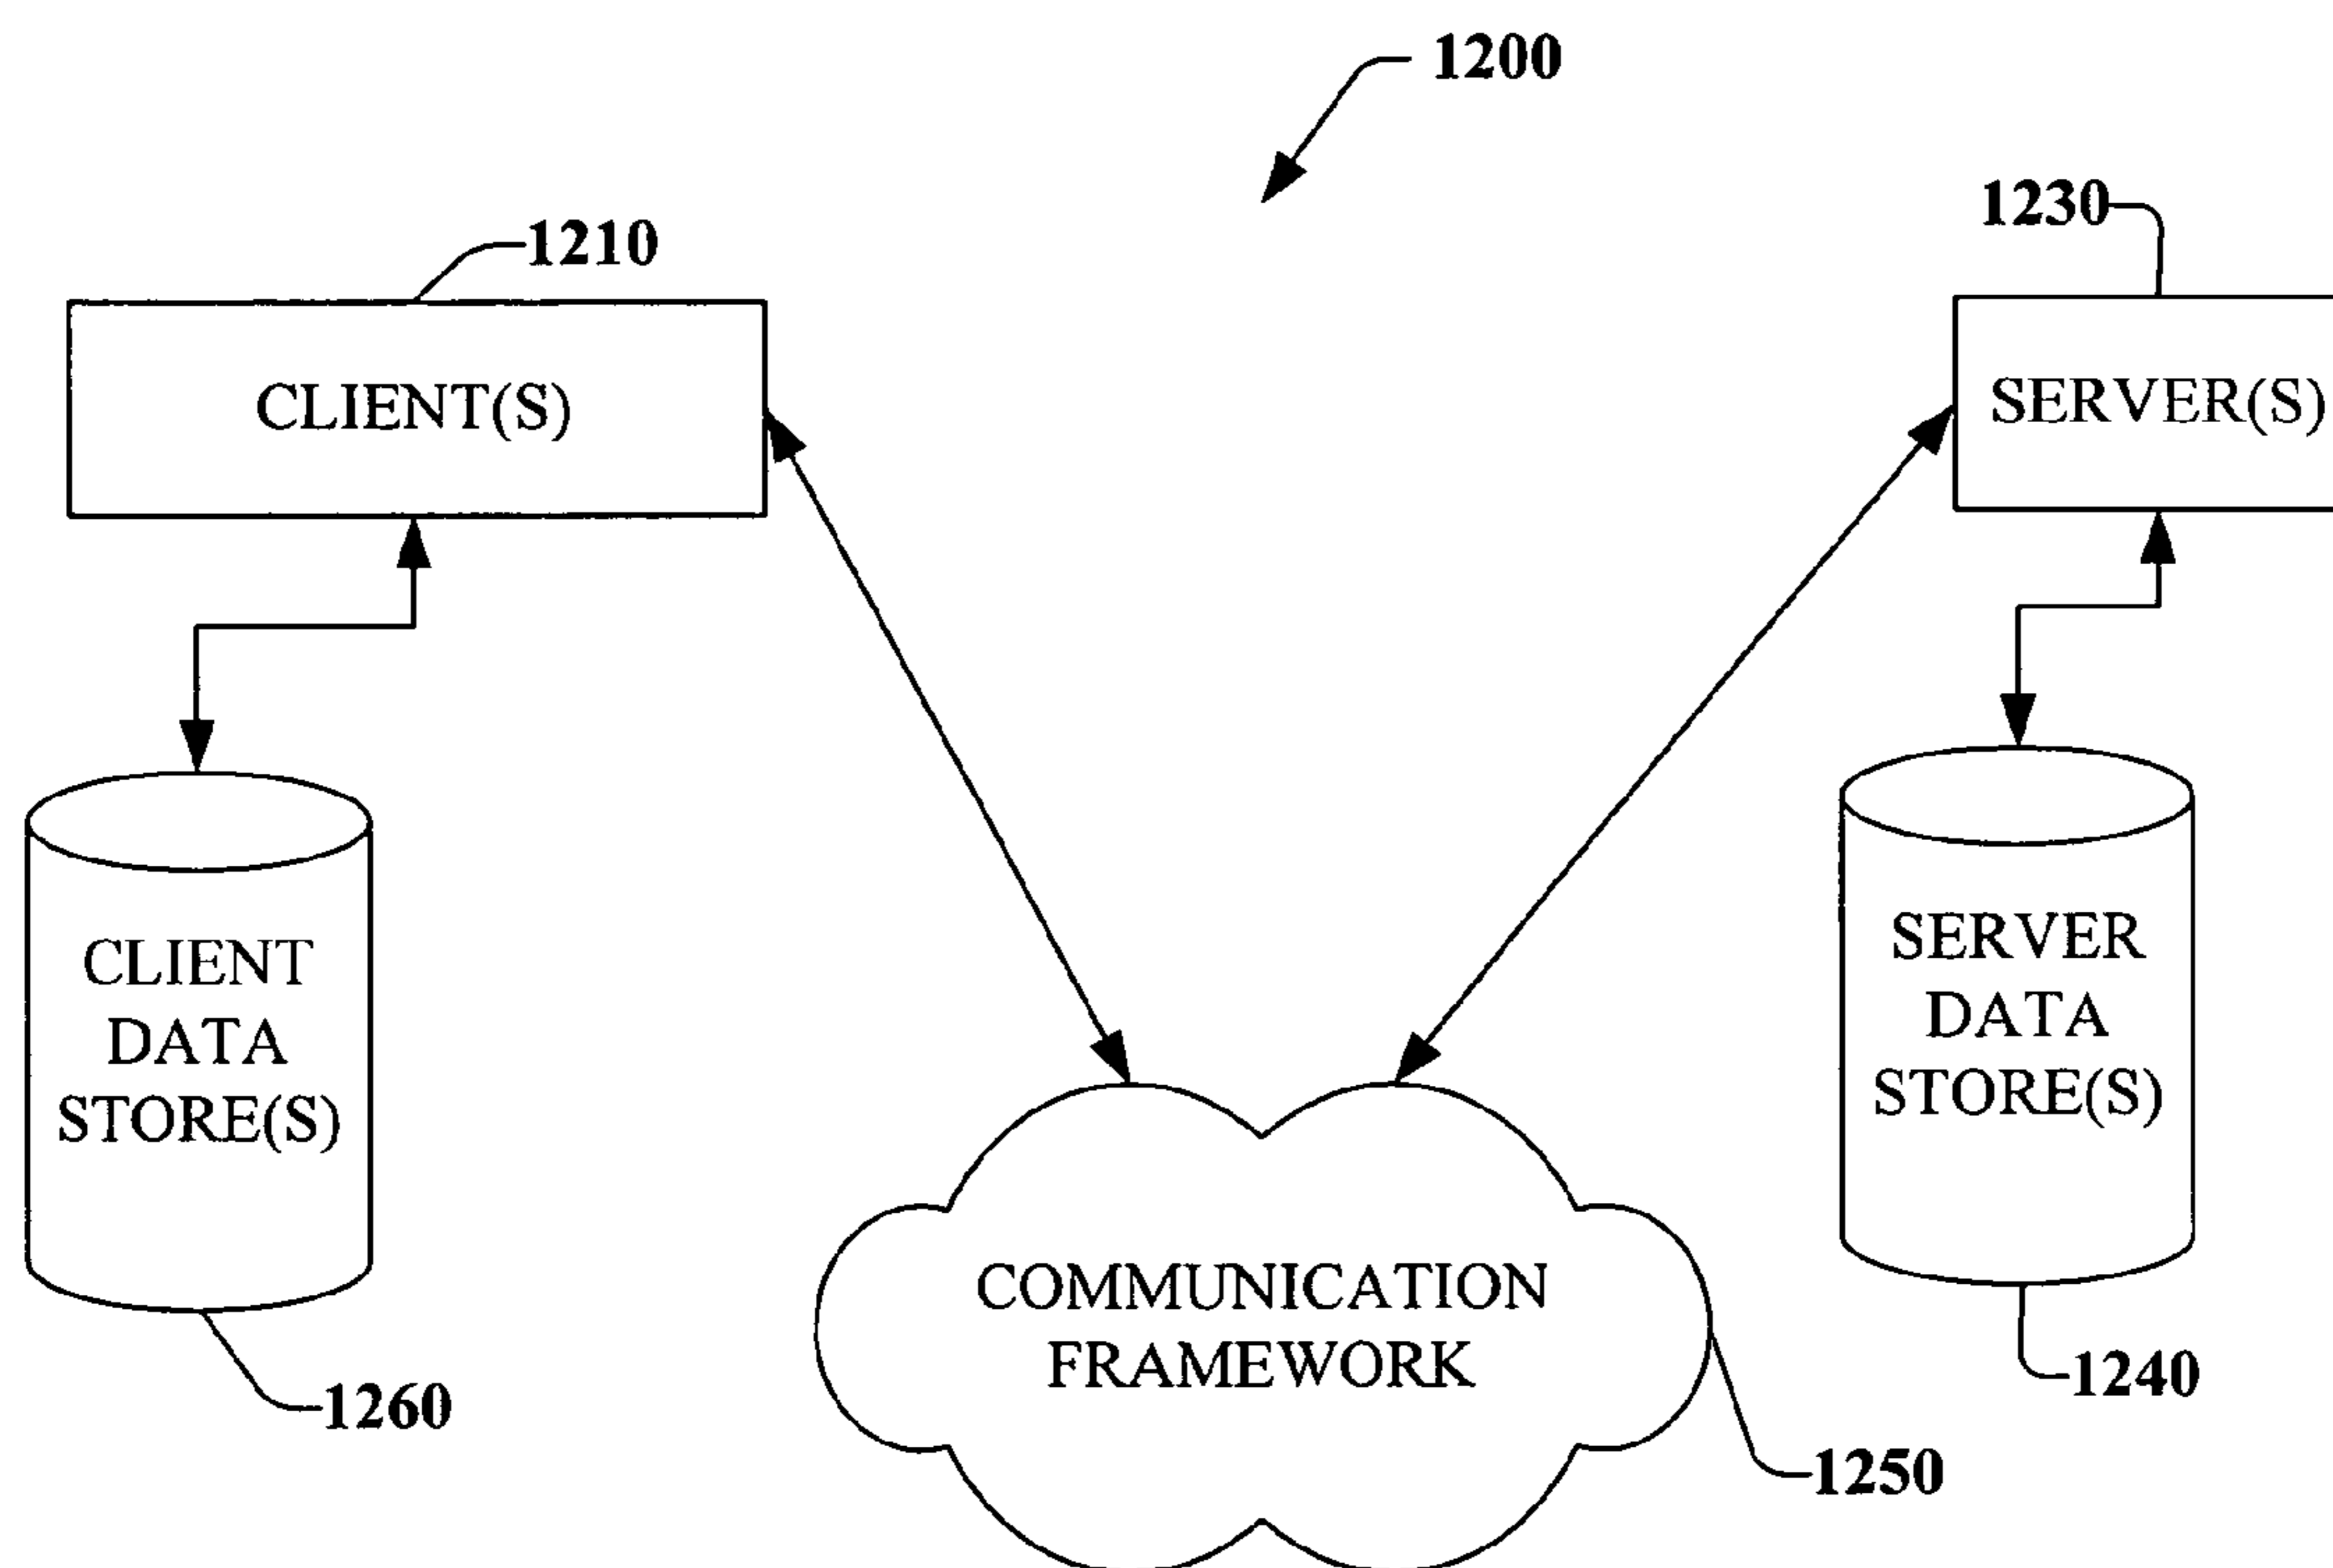 1200
1210
1230
CLIENT(S)
SERVER(S)
CLIENT
DATA
STORE(S)
SERVER
DATA
STORE(S)
COMMUNICATION
FRAMEWORK
1260
1240
1250